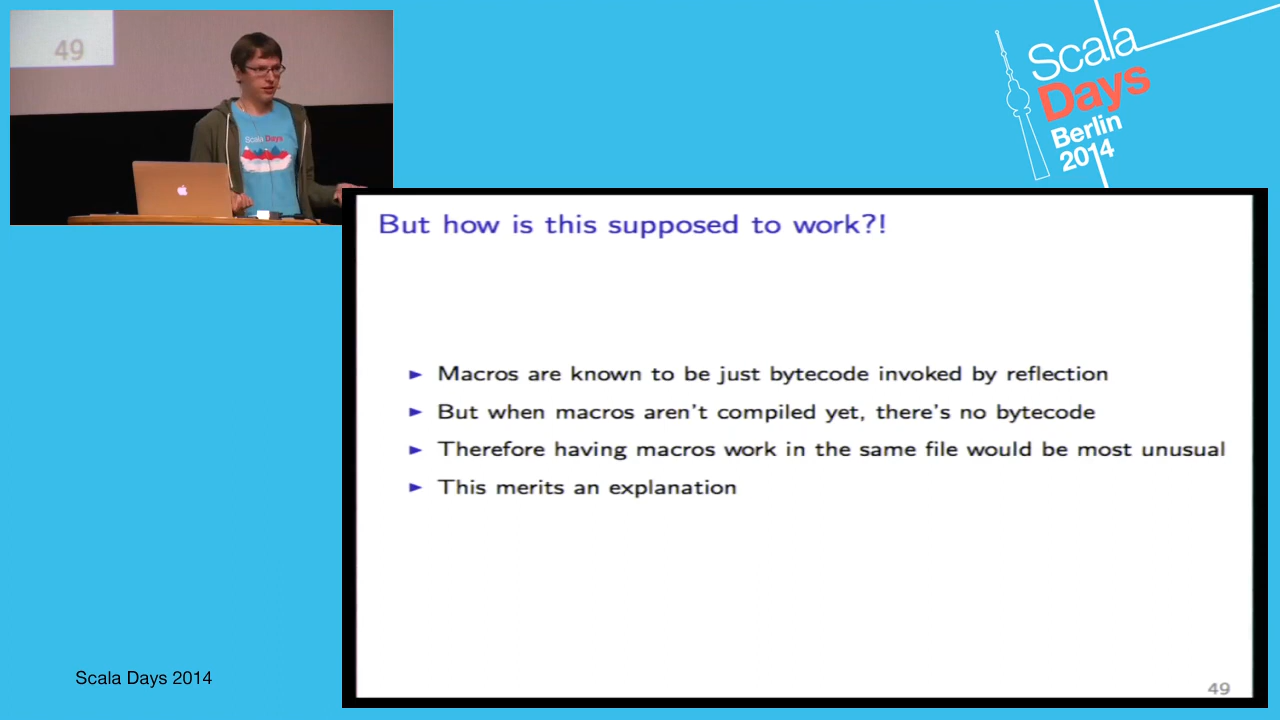 49
Scala
Days
Berlin
2014
Scala Days
But how is this supposed to work?!
► Macros are known to be just bytecode invoked by reflection
► But when macros aren't compiled yet, there's no bytecode
► Therefore having macros work in the same file would be most unusual
► This merits an explanation
49
Scala Days 2014